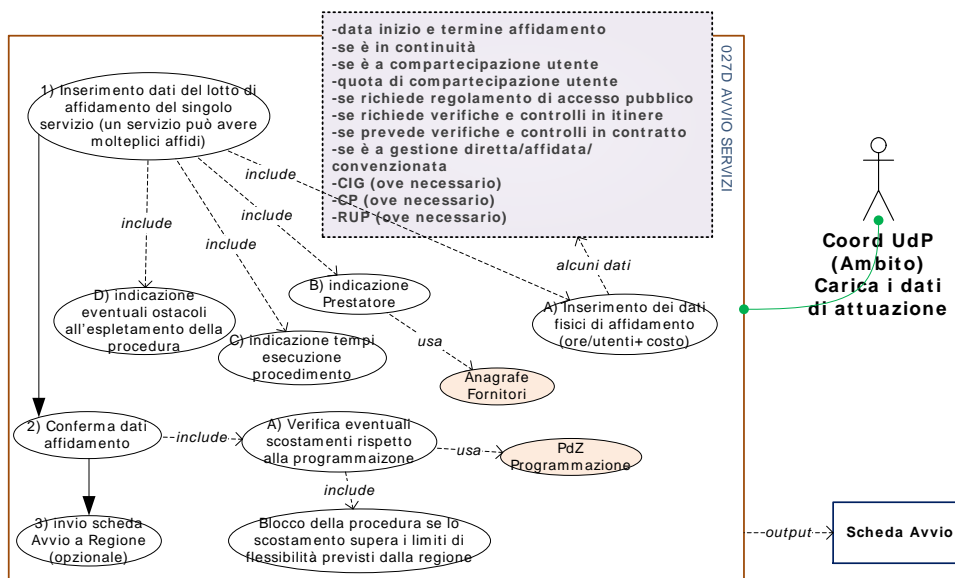 -data inizio e termine affidamento
-se è in continuità
-se è a compartecipazione utente
-quota di compartecipazione utente
-se richiede regolamento di accesso pubblico
-se richiede verifiche e controlli in itinere
-se prevede verifiche e controlli in contratto
-se è a gestione diretta/affidata/
convenzionata
-CIG (ove necessario)
-CP (ove necessario)
-RUP (ove necessario)
027D AVVIO SERVIZI
1) Inserimento dati del lotto di
affidamento del singolo
servizio (un servizio può avere
molteplici affidi)
include
include
include
include
alcuni dati
Coord UdP
(Ambito)
Carica i dati
di attuazione
D) indicazione
eventuali ostacoli
all'espletamento della
procedura
B) indicazione
Prestatore
A) Inserimento dei dati
fisici di affidamento
(ore/utenti+ costo)
C) indicazione tempi
esecuzione
procedimento
usa
Anagrafe
Fornitori
2) Conferma dati
affidamento
include
A) Verifica eventuali
scostamenti rispetto
alla programmaizone
usa
PdZ
Programmazione
include
3) invio scheda
Avvio a Regione
(opzionale)
Blocco della procedura se lo
scostamento supera i limiti di
flessibilità previsti dalla regione
output
Scheda Avvio